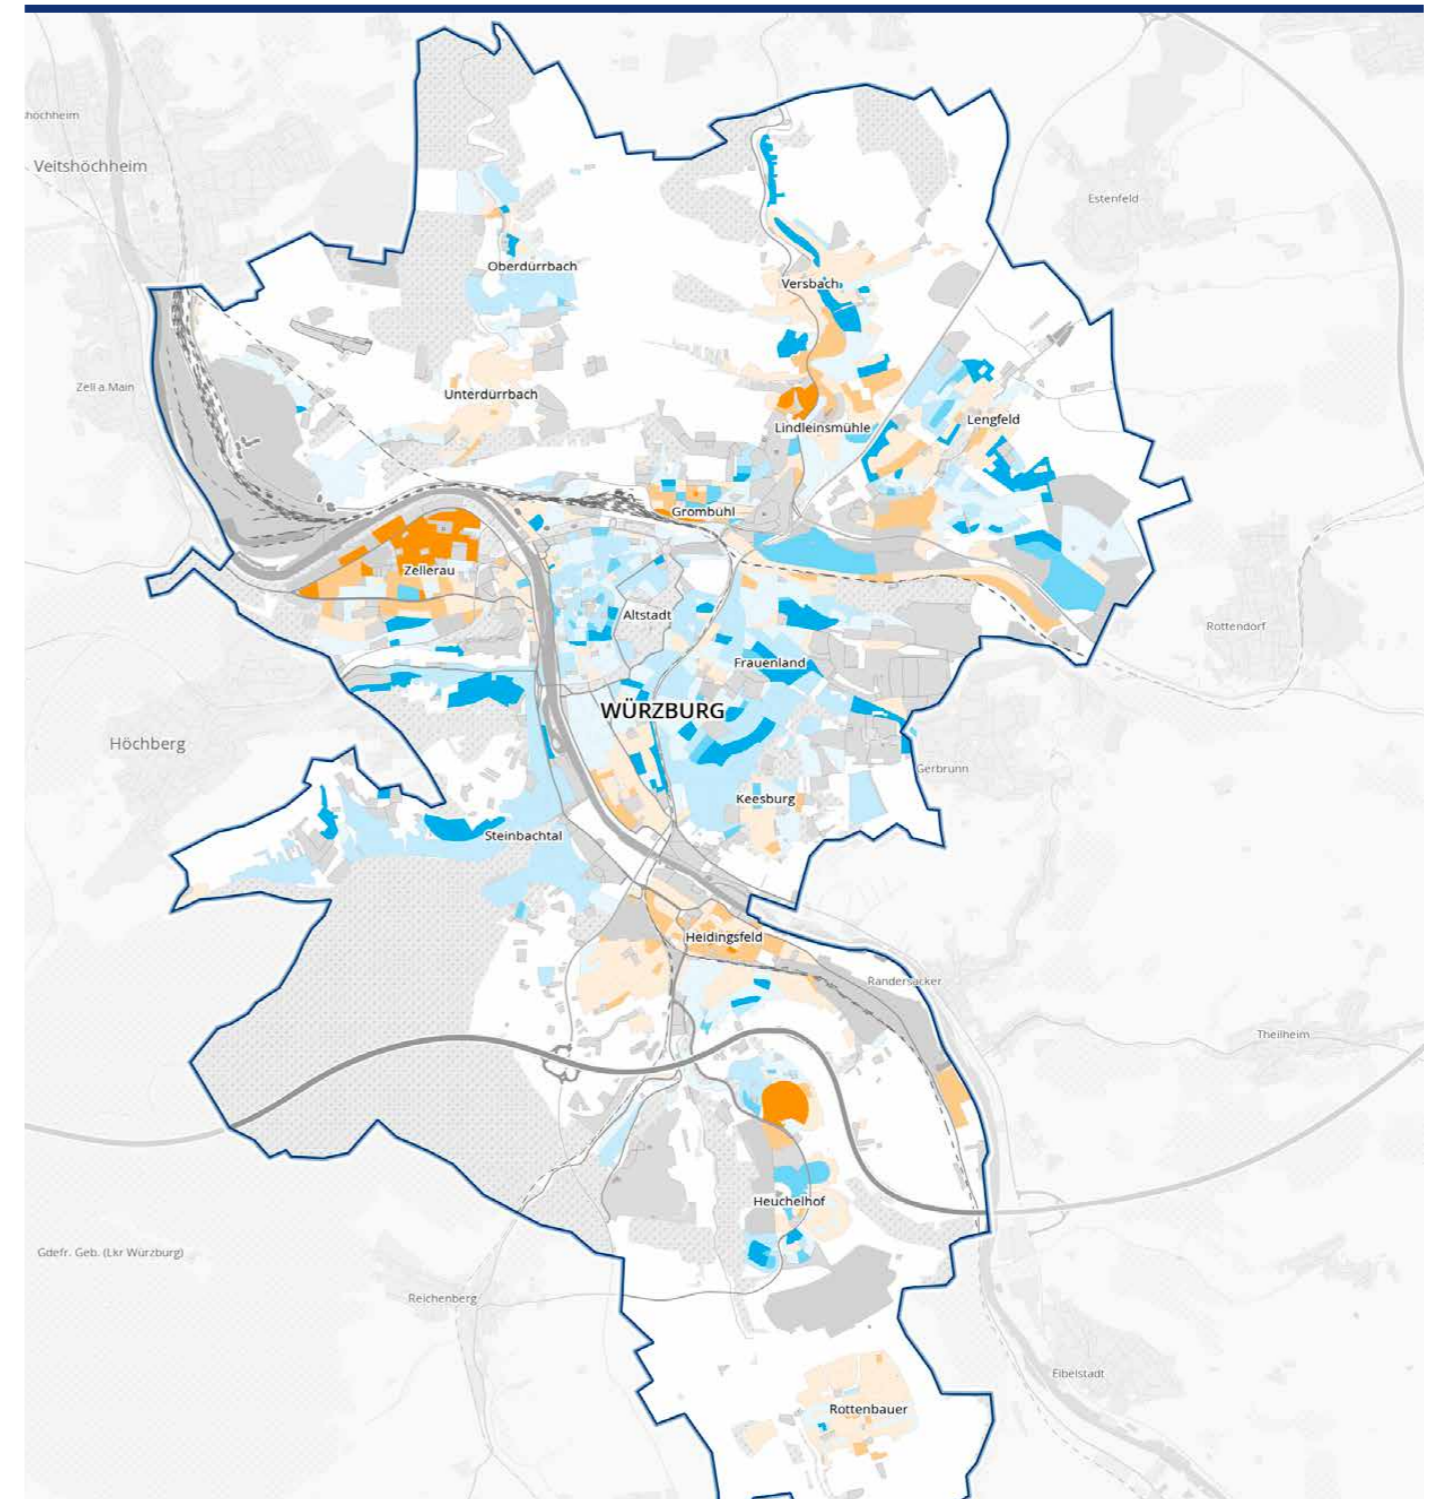 höchheim
Veitshöchheim
Estenfeld
Oberdürrbach
Versbach
Zell a.Main
Unterdürrbach
Lengfeld
Lindleinsmühle
Grombühl
Zellerau
Altstadt
Rottendorf
Frauenland
WÜRZBURG
Höchberg
Gerbrunn
Keesburg
Steinbachtal
Heidingsfeld
Randersacker
Theilheim
Heuchelhof
Gdefr. Geb. (Lkr Würzburg)
Reichenberg
Eibelstadt
Rottenbauer